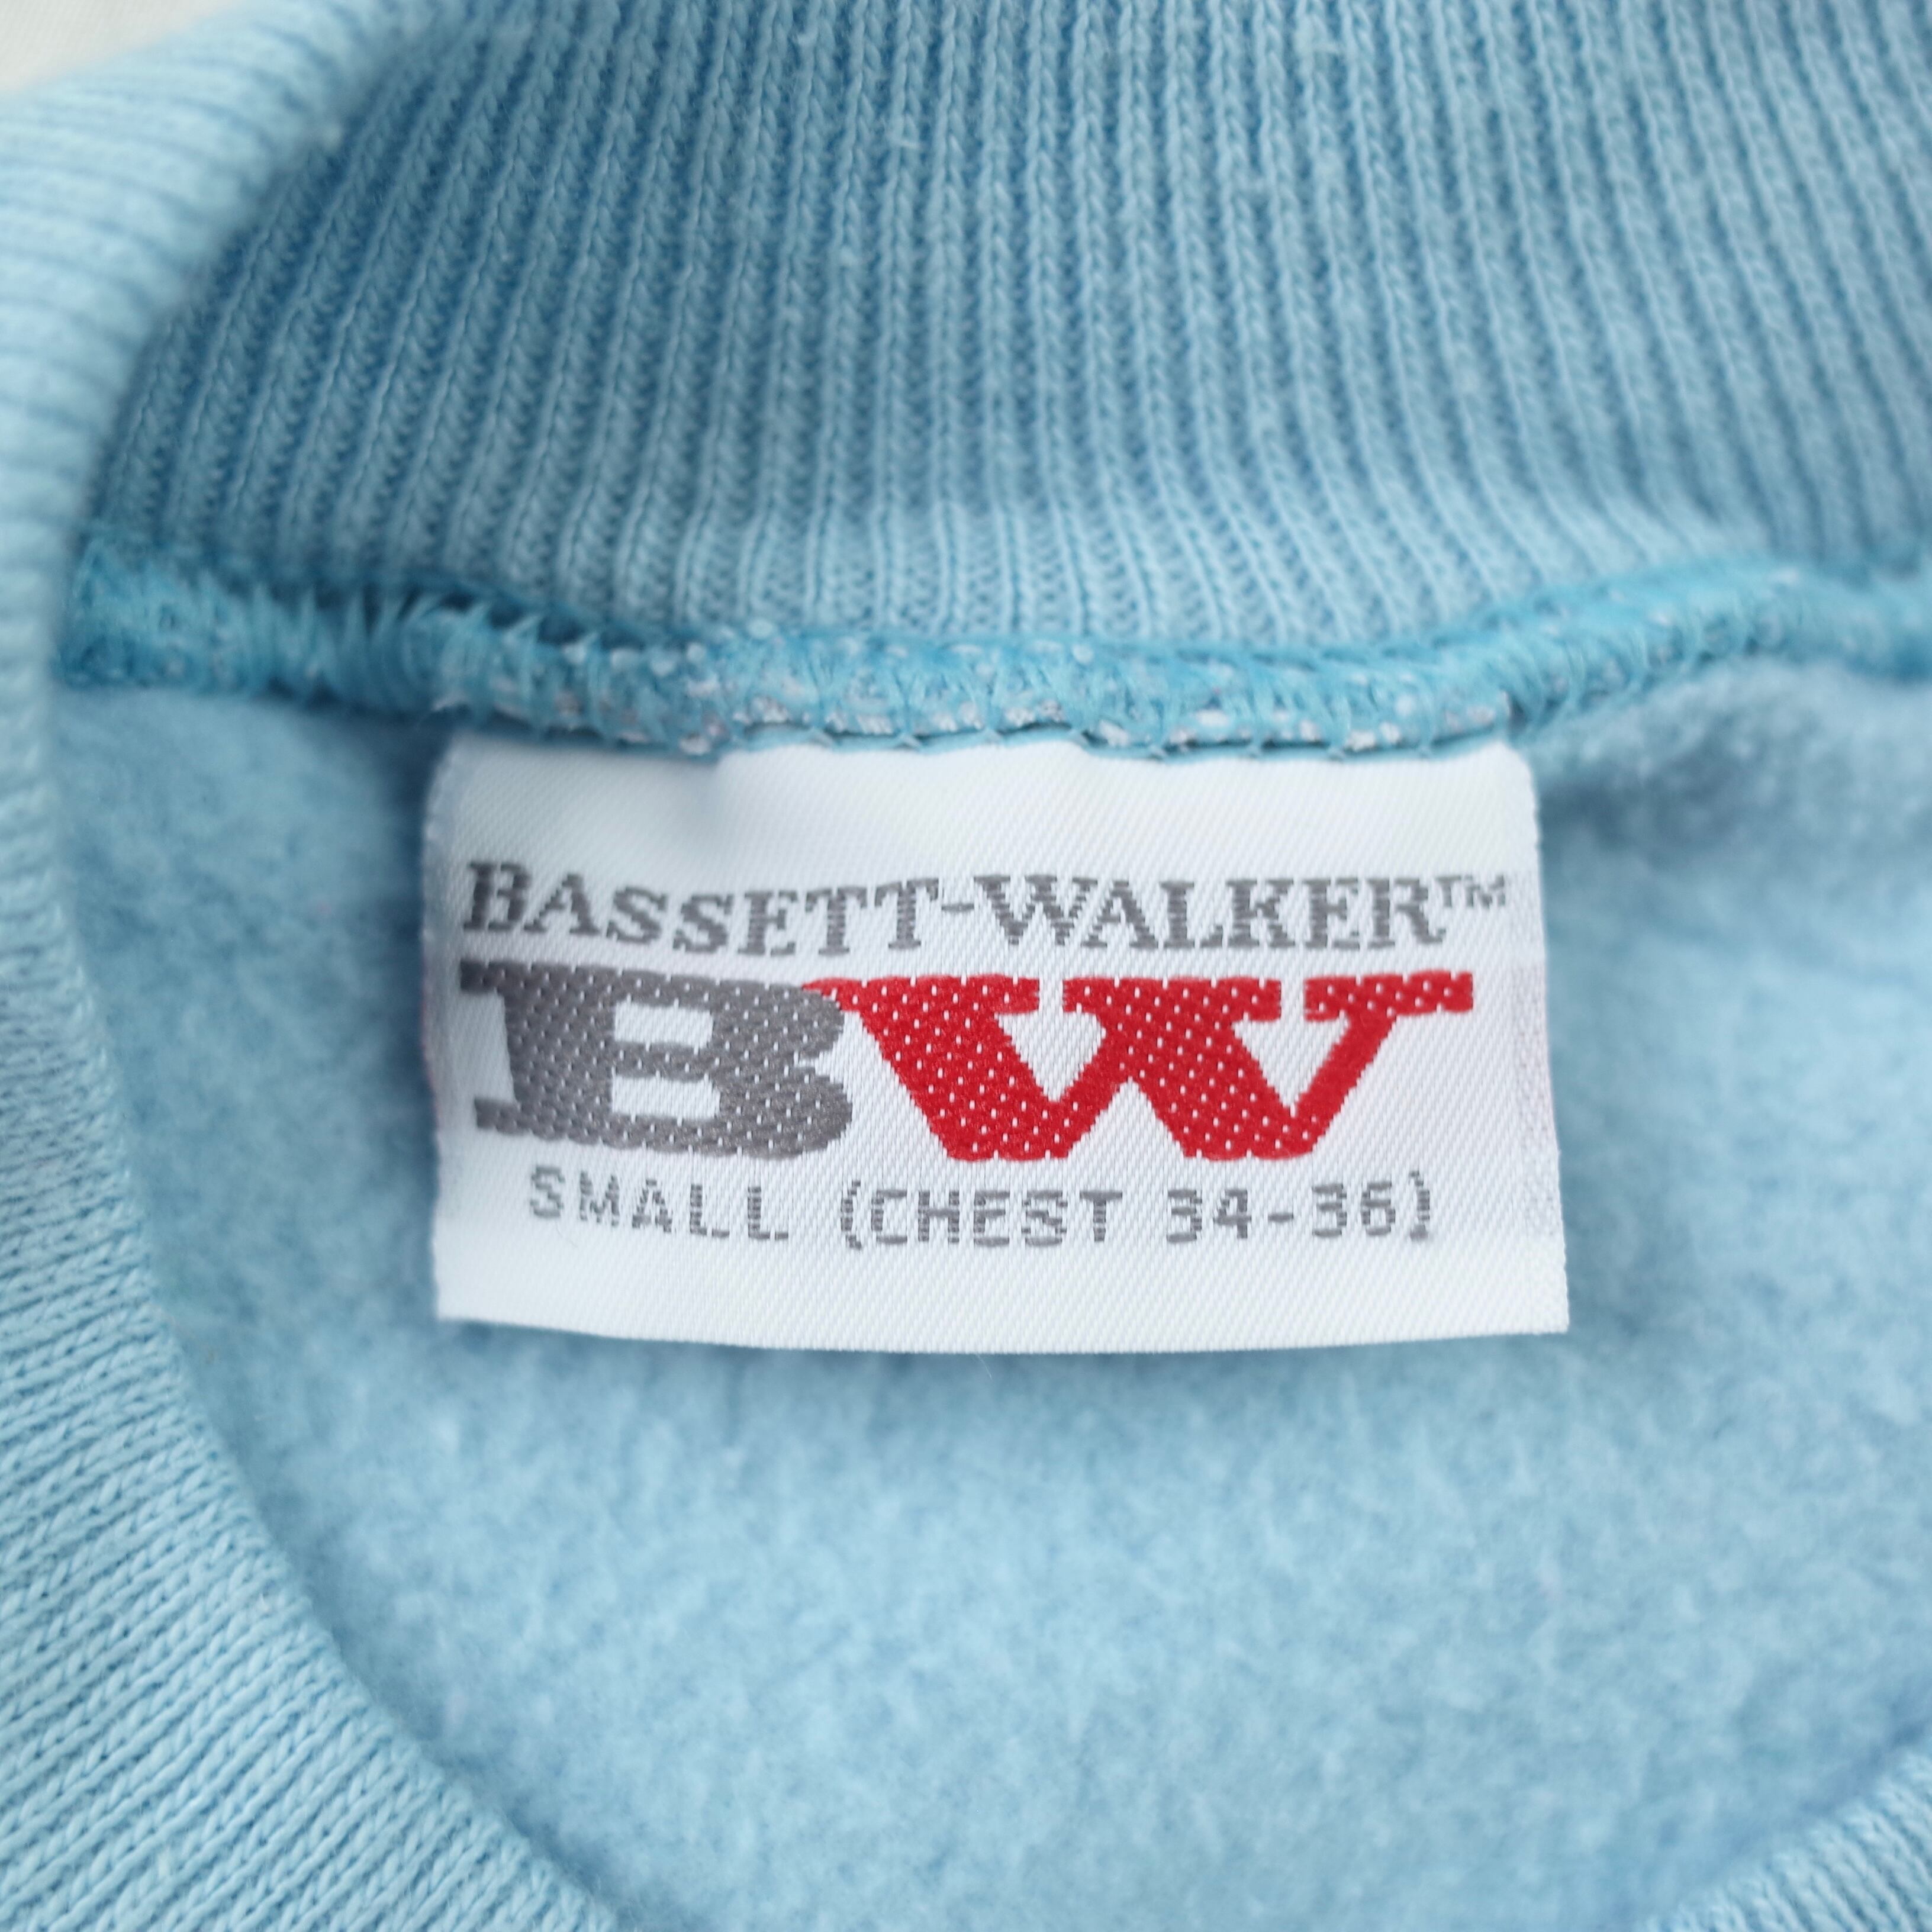 BASSETT-WALKER™
BW
SMALL (CHEST 34-36)